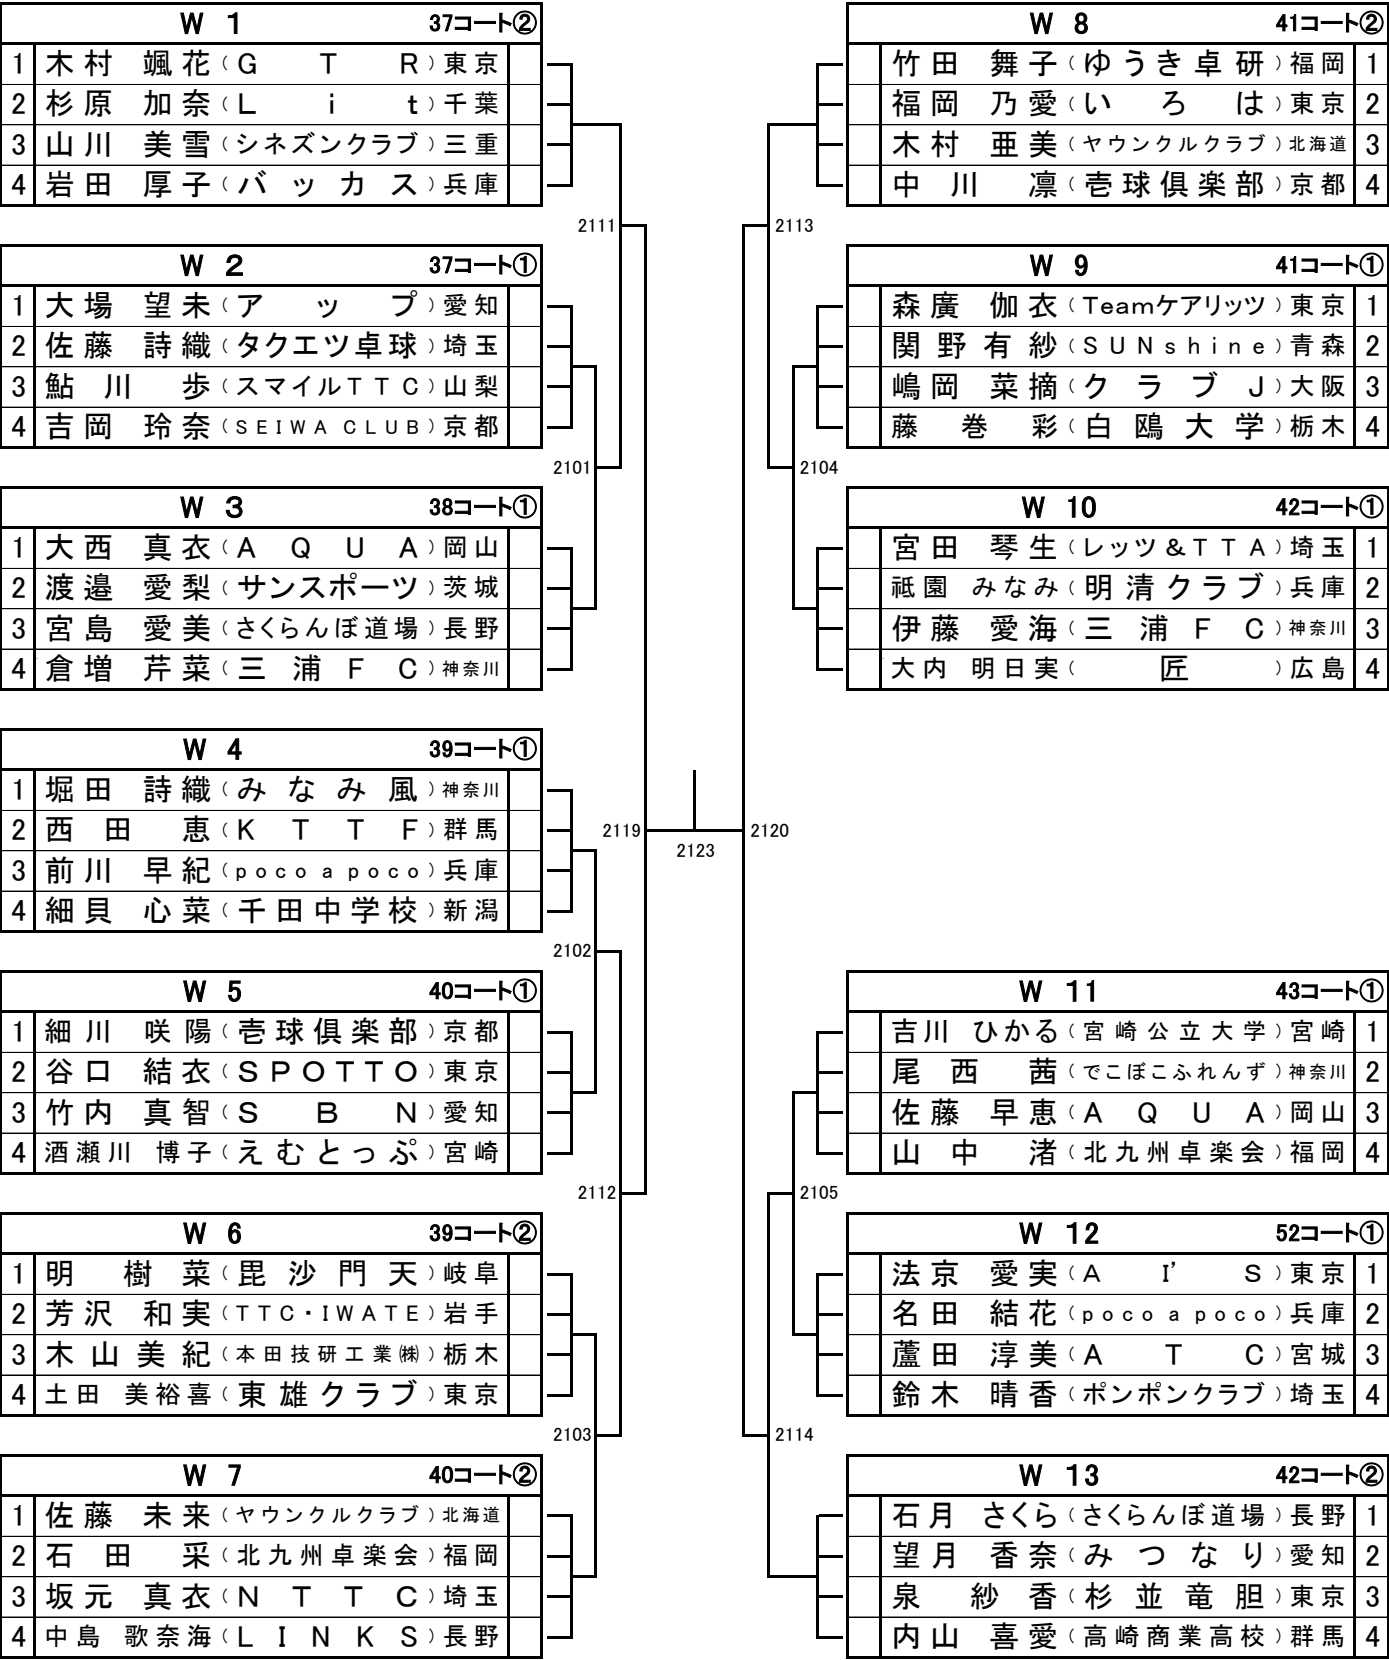 W 1 37コート②
1 木村 颯花（GTR）東京
2 杉原 加奈（Lit）千葉
3 山川 美雪（シネズンクラブ）三重
4 岩田 厚子（バッカス）兵庫
2111
W 2 37コート①
1 大場 望未（アップ）愛知
2 佐藤 詩織（タクエツ卓球）埼玉
3 鮎川 歩（スマイルTTC）山梨
4 吉岡 玲奈（SEIWA CLUB）京都
2101
W 3 38コート①
1 大西 真衣（AQUA）岡山
2 渡邉 愛梨（サンスポーツ）茨城
3 宮島 愛美（さくらんぼ道場）長野
4 倉増 芹菜（三浦FC）神奈川
W 4 39コート①
1 堀田 詩織（みなみ風）神奈川
2 西田 恵（KTTF）群馬
3 前川 早紀（poco a poco）兵庫
4 細貝 心菜（千田中学校）新潟
2119
2102
W 5 40コート①
1 細川 咲陽（壱球倶楽部）京都
2 谷口 結衣（SPOTTO）東京
3 竹内 真智（SBN）愛知
4 酒瀬川 博子（えむとっぷ）宮崎
2112
W 6 39コート②
1 明 樹菜（毘沙門天）岐阜
2 芳沢 和実（TTC・IWATE）岩手
3 木山 美紀（本田技研工業㈱）栃木
4 土田 美裕喜（東雄クラブ）東京
2103
W 7 40コート②
1 佐藤 未来（ヤウンクルクラブ）北海道
2 石田 采（北九州卓楽会）福岡
3 坂元 真衣（NTTC）埼玉
4 中島 歌奈海（LINKS）長野
2123
W 8 41コート②
竹田 舞子（ゆうき卓研）福岡 1
福岡 乃愛（いろは）東京 2
木村 亜美（ヤウンクルクラブ）北海道 3
中川 凛（壱球倶楽部）京都 4
2113
W 9 41コート①
森廣 伽衣（Teamケアリッツ）東京 1
関野 有紗（SUNshine）青森 2
嶋岡 菜摘（クラブJ）大阪 3
藤巻 彩（白鴎大学）栃木 4
2104
W 10 42コート①
宮田 琴生（レッツ&TTA）埼玉 1
祗園 みなみ（明清クラブ）兵庫 2
伊藤 愛海（三浦FC）神奈川 3
大内 明日実（匠）広島 4
2120
W 11 43コート①
吉川 ひかる（宮崎公立大学）宮崎 1
尾西 茜（でこぼこふれんず）神奈川 2
佐藤 早恵（AQUA）岡山 3
山中 渚（北九州卓楽会）福岡 4
2105
W 12 52コート①
法京 愛実（AI'S）東京 1
名田 結花（poco a poco）兵庫 2
蘆田 淳美（ATC）宮城 3
鈴木 晴香（ポンポンクラブ）埼玉 4
2114
W 13 42コート②
石月 さくら（さくらんぼ道場）長野 1
望月 香奈（みつなり）愛知 2
泉 紗香（杉並竜胆）東京 3
内山 喜愛（高崎商業高校）群馬 4